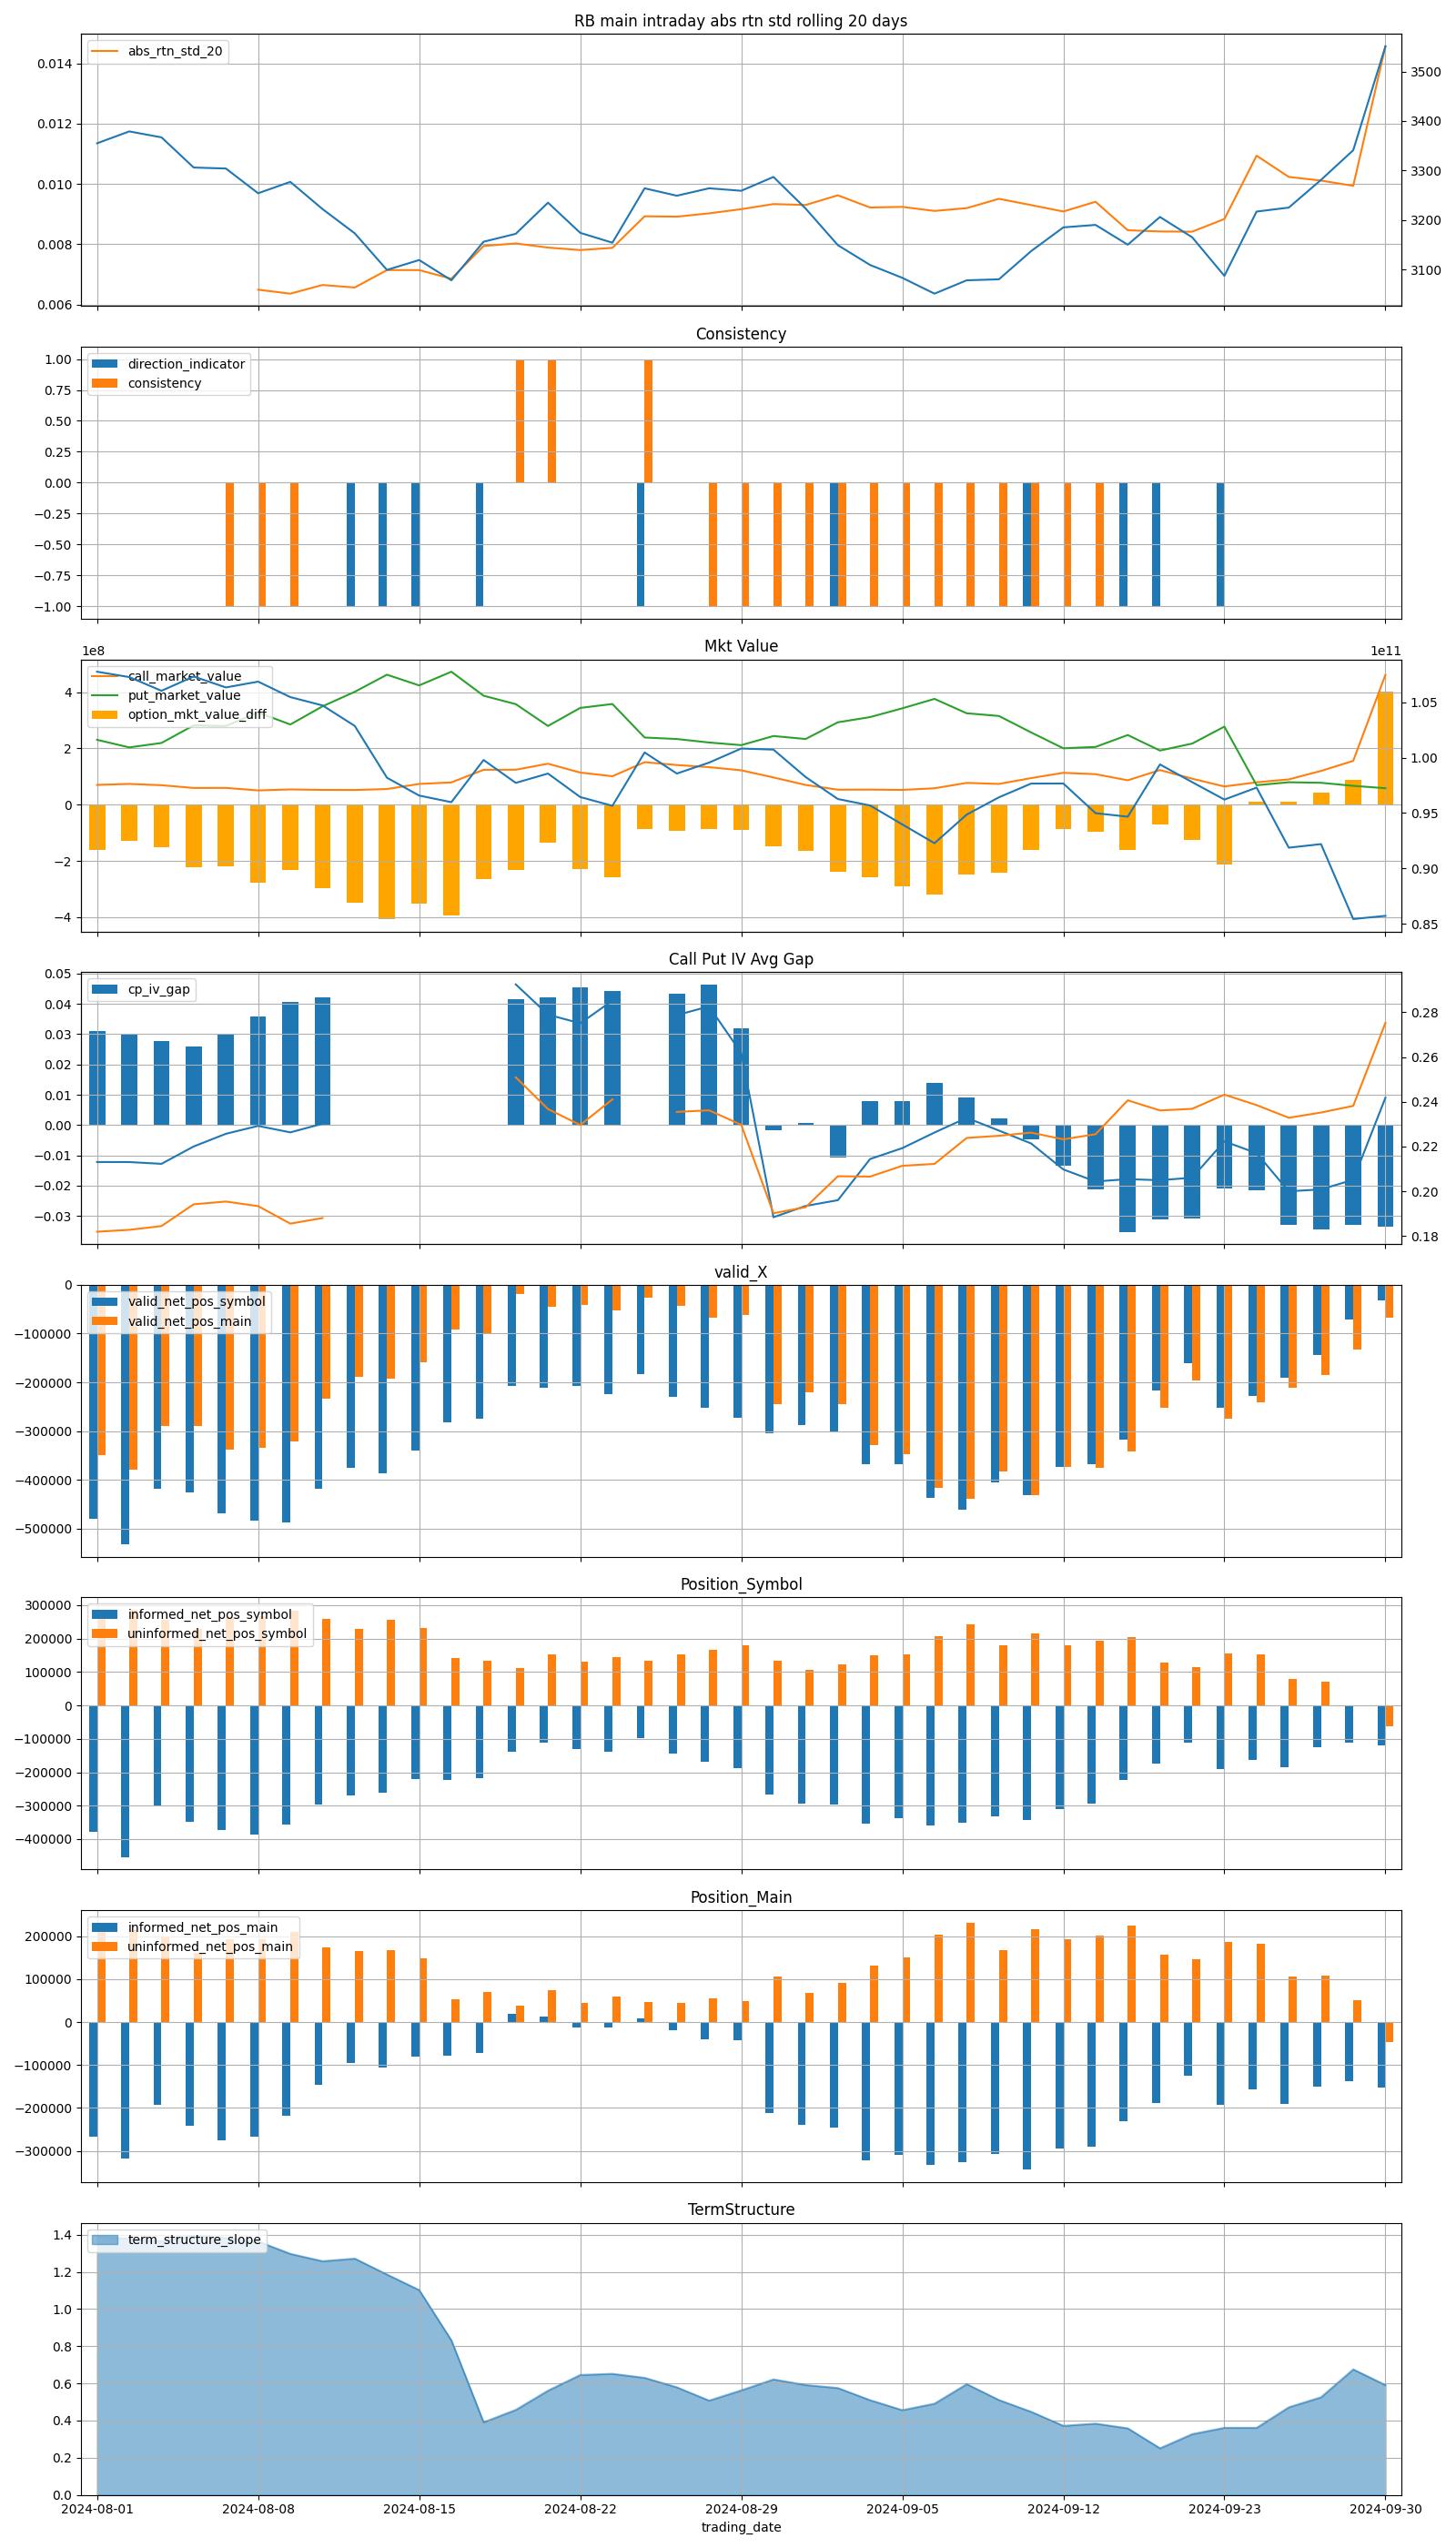 RB main intraday abs rtn std rolling 20 days
abs_rtn_std_20
0.014
0.012
0.010
0.008
0.006
3500
3400
3300
3200
3100
Consistency
direction_indicator
consistency
1.00
0.75
0.50
0.25
0.00
−0.25
−0.50
−0.75
−1.00
Mkt Value
1e8
1e11
call_market_value
put_market_value
option_mkt_value_diff
4
2
0
−2
−4
1.05
1.00
0.95
0.90
0.85
Call Put IV Avg Gap
cp_iv_gap
0.05
0.04
0.03
0.02
0.01
0.00
−0.01
−0.02
−0.03
0.28
0.26
0.24
0.22
0.20
0.18
valid_X
valid_net_pos_symbol
valid_net_pos_main
0
−100000
−200000
−300000
−400000
−500000
Position_Symbol
informed_net_pos_symbol
uninformed_net_pos_symbol
300000
200000
100000
0
−100000
−200000
−300000
−400000
Position_Main
informed_net_pos_main
uninformed_net_pos_main
200000
100000
0
−100000
−200000
−300000
TermStructure
term_structure_slope
1.4
1.2
1.0
0.8
0.6
0.4
0.2
0.0
2024-08-01 2024-08-08 2024-08-15 2024-08-22 2024-08-29 2024-09-05 2024-09-12 2024-09-23 2024-09-30
trading_date